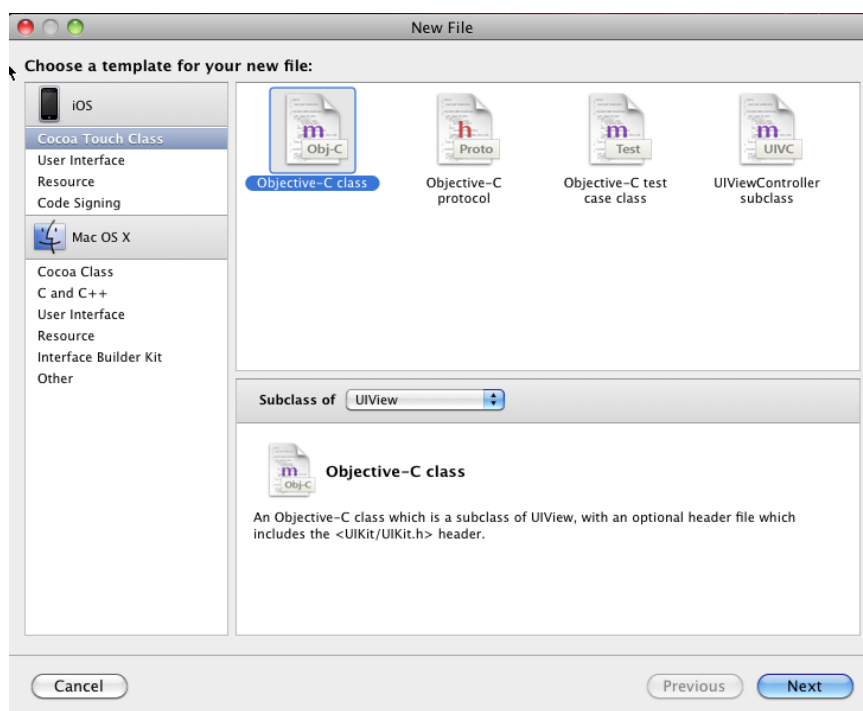 New File
Choose a template for your new file:
iOS
Cocoa Touch Class
User Interface
Resource
Code Signing
Mac OS X
Cocoa Class
C and C++
User Interface
Resource
Interface Builder Kit
Other
m
Obj-C
Objective-C class
h
Proto
Objective-C
protocol
m
Test
Objective-C test
case class
m
UIVC
UIViewController
subclass
Subclass of UIView
m
Obj-C
Objective-C class
An Objective-C class which is a subclass of UIView, with an optional header file which
includes the <UIKit/UIKit.h> header.
Cancel
Previous
Next